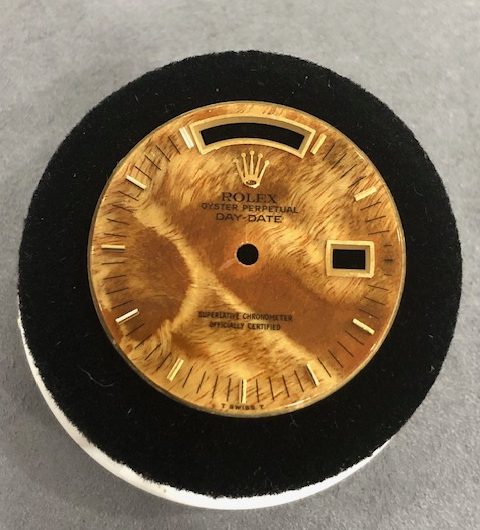 ROLEX
OYSTER PERPETUAL
DAY-DATE
SUPERLATIVE CHRONOMETER
OFFICIALLY CERTIFIED
T SWISS T